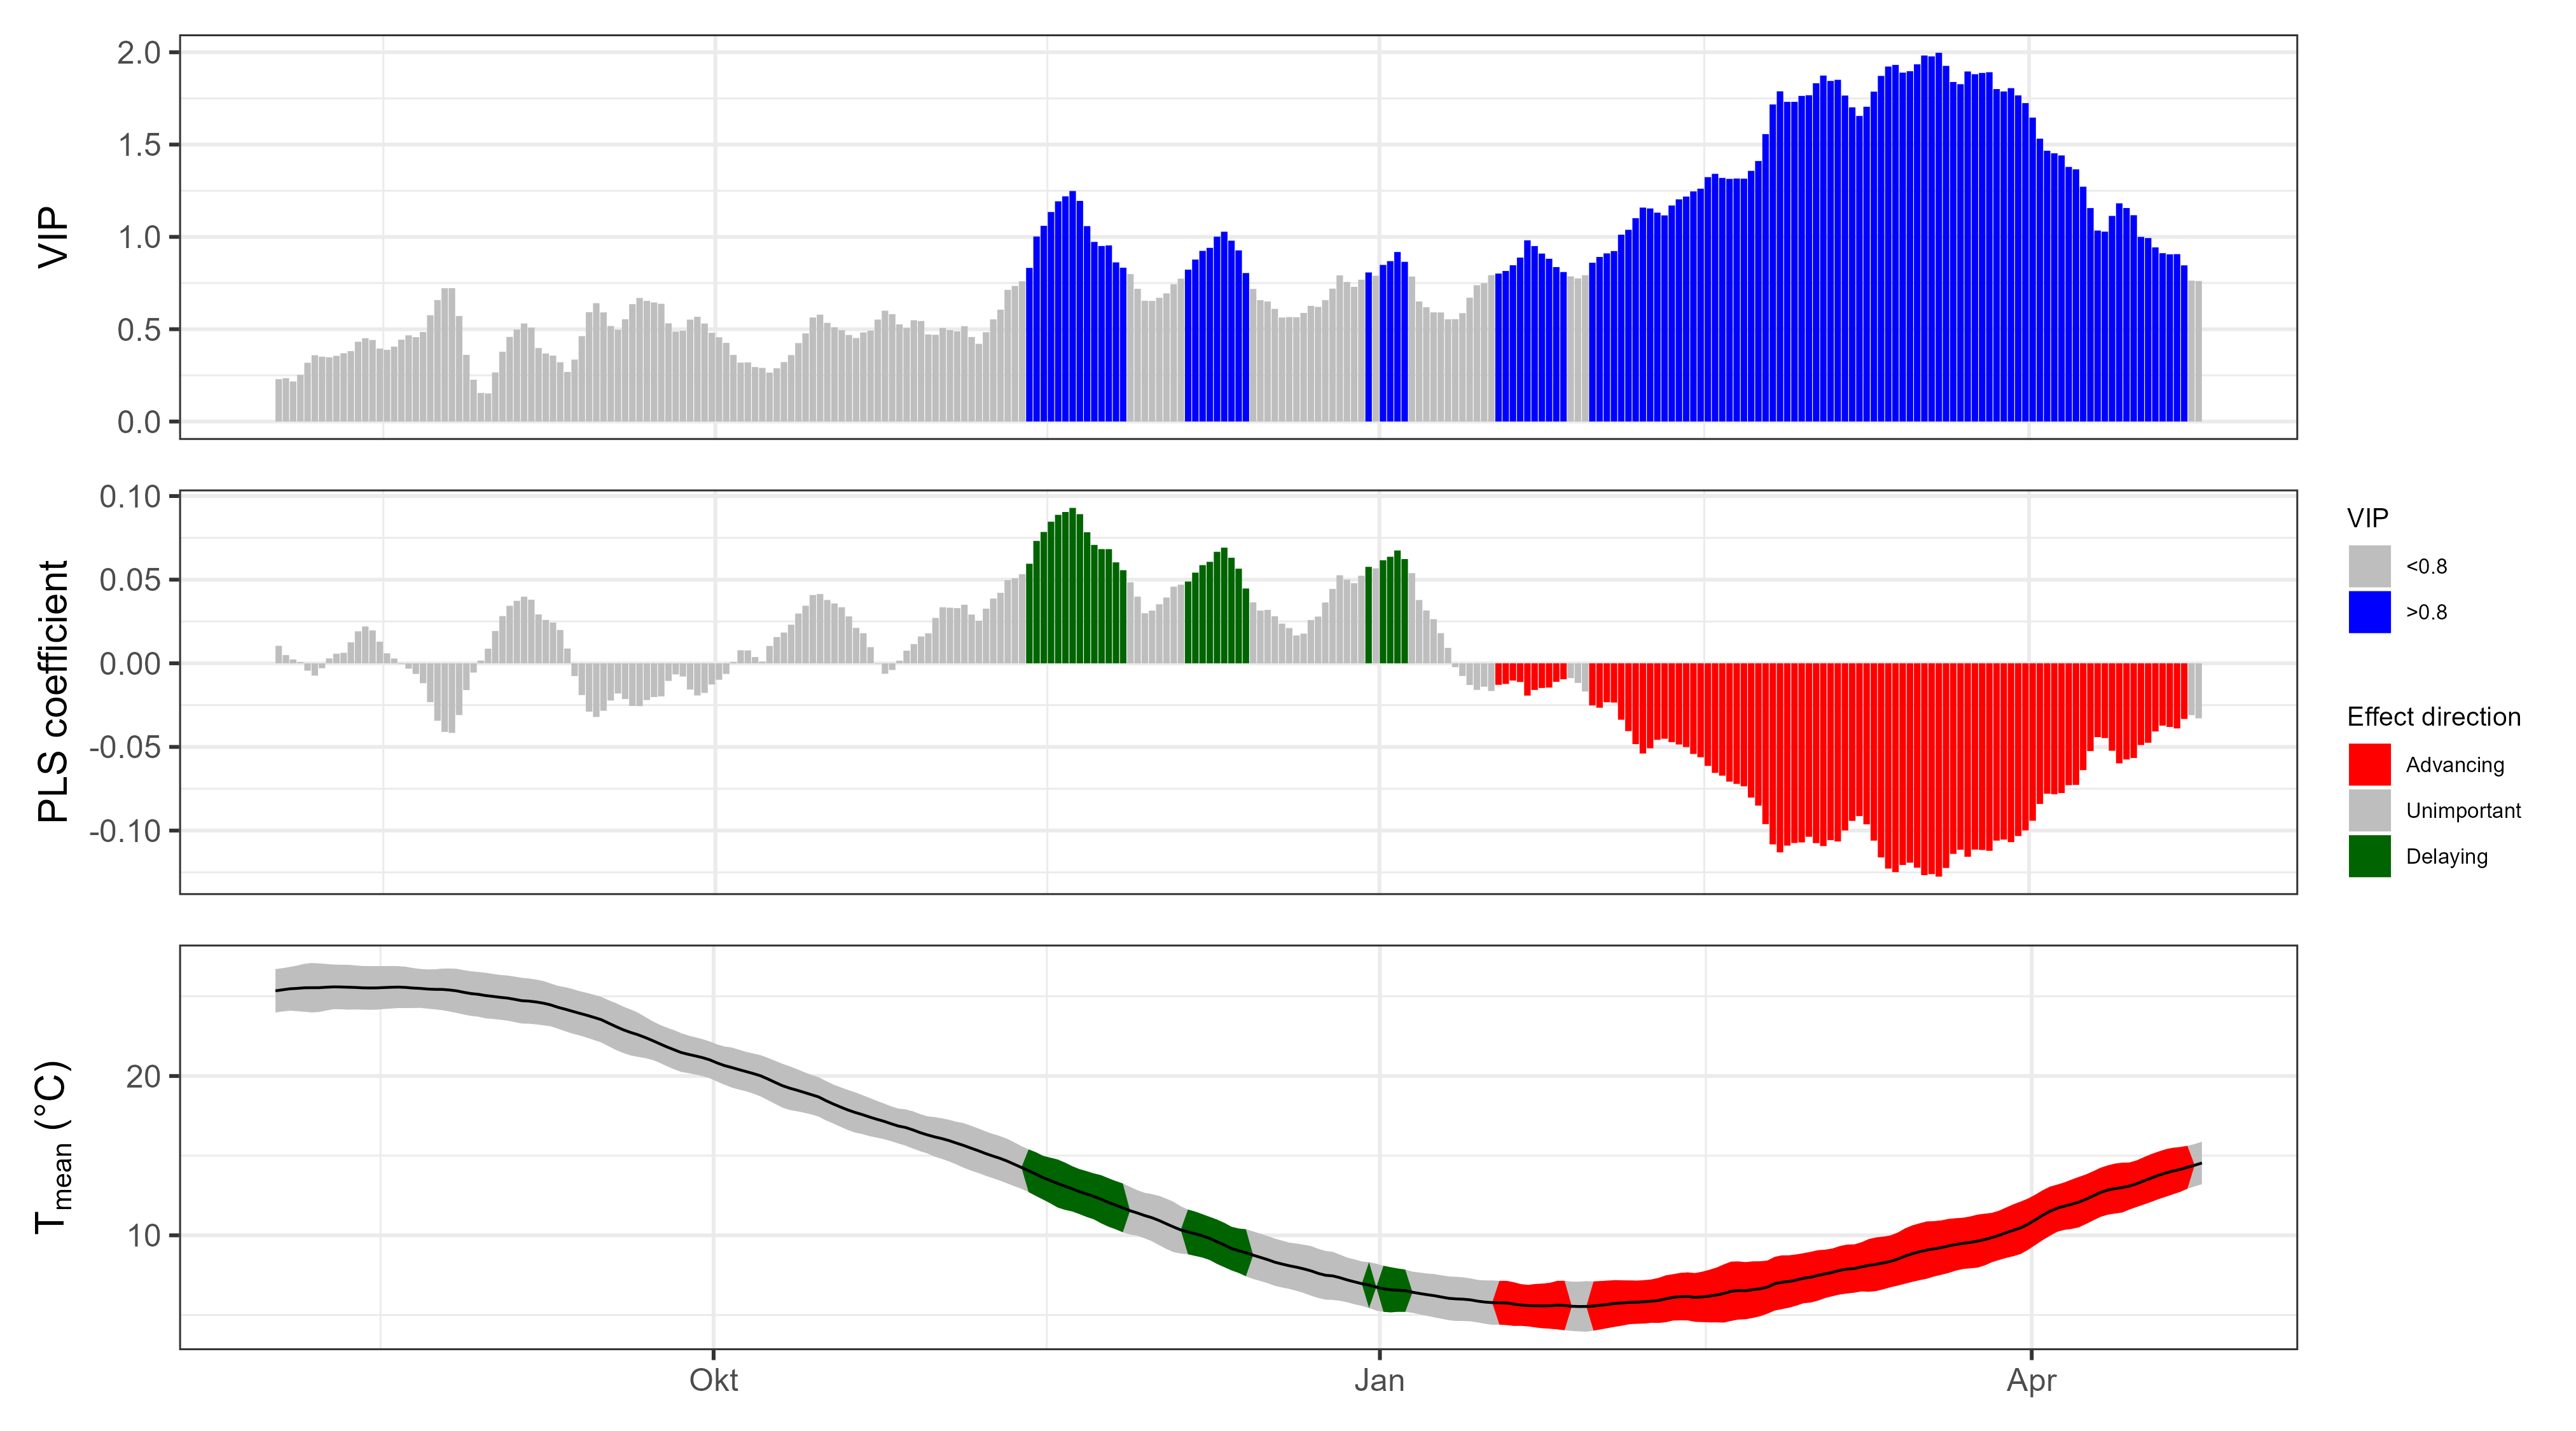 VIP
2.0
1.5
1.0
0.5
0.0
PLS coefficient
0.10
0.05
0.00
-0.05
-0.10
VIP
<0.8
>0.8
Effect direction
Advancing
Unimportant
Delaying
Tmean (°C)
20
10
Okt Jan Apr